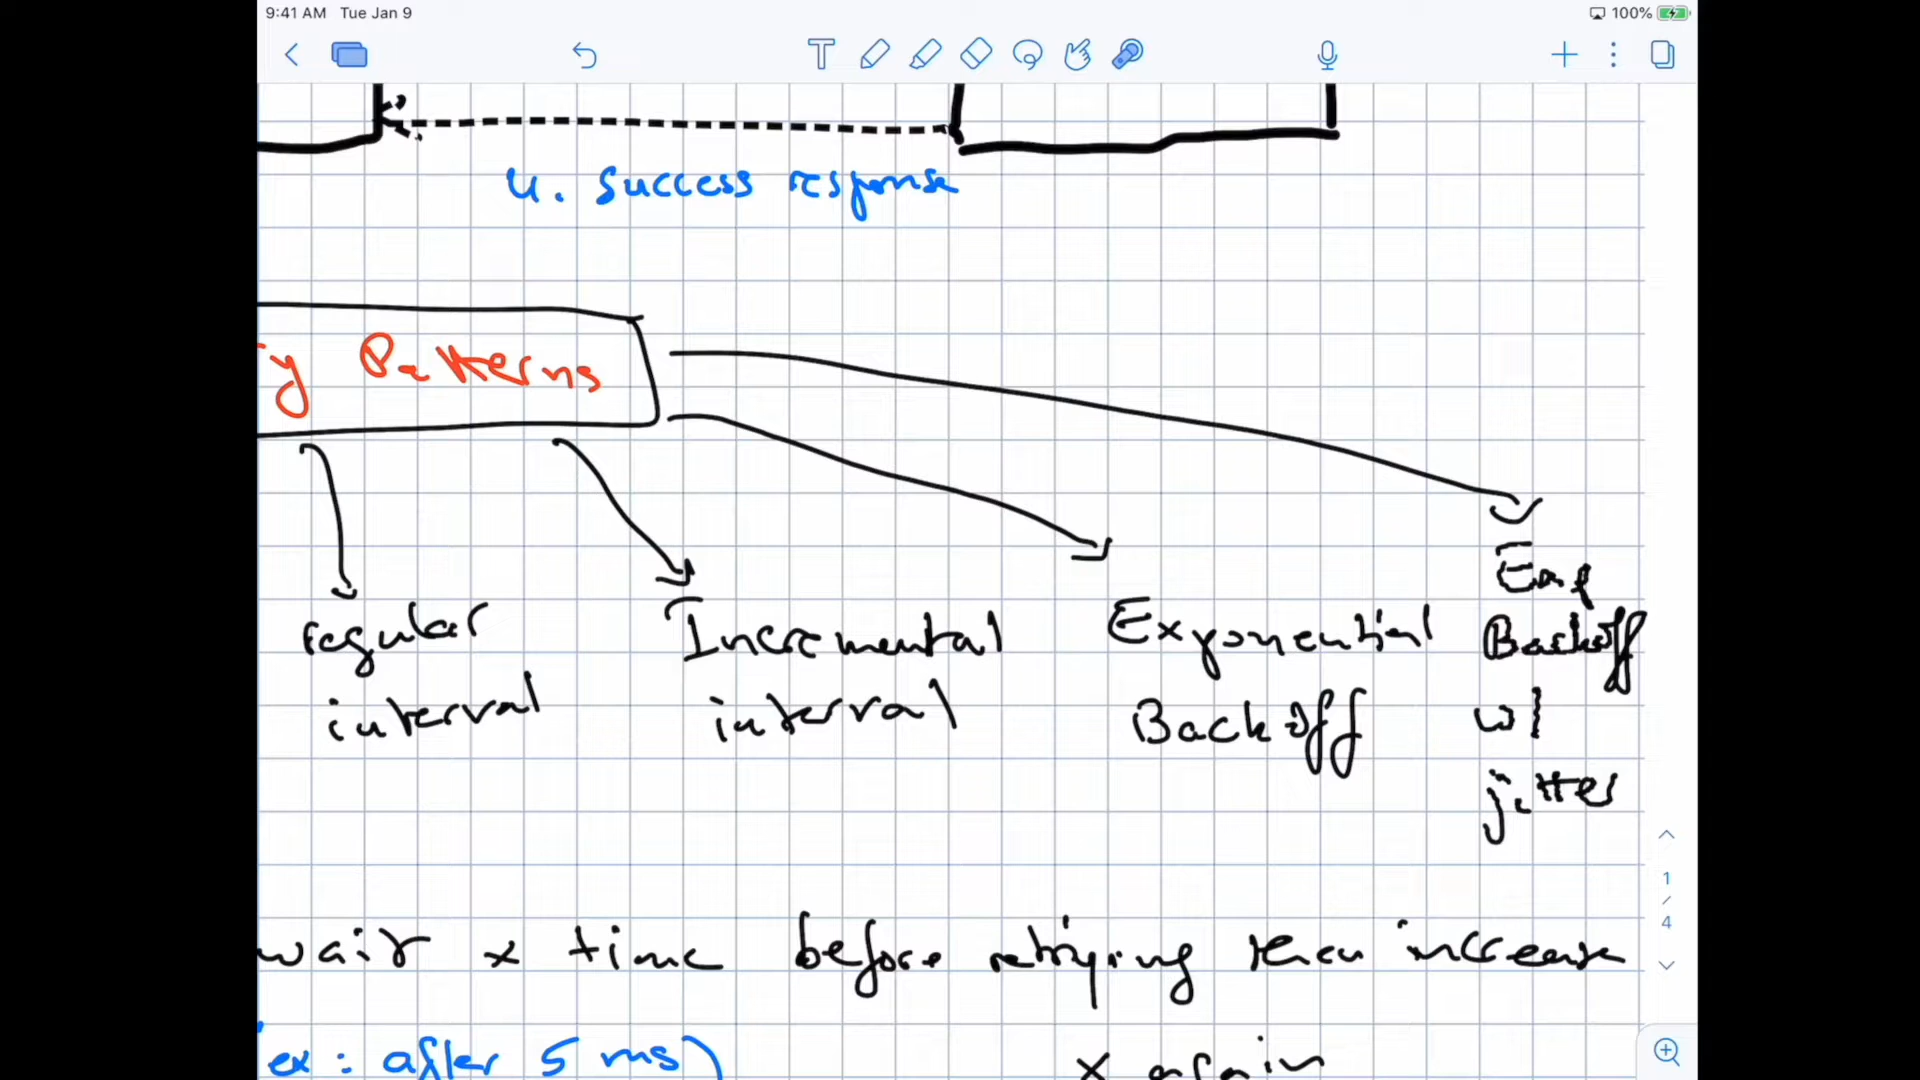 9:41 AM Tue Jan 9
100%
4. Success response
y Patterns
regular
interval
Incremental
interval
Exponential
Backoff
Exp
Backoff
w/
jitter
wait x time before retrying then increase
ex: after 5 ms)
x again
1
/
4